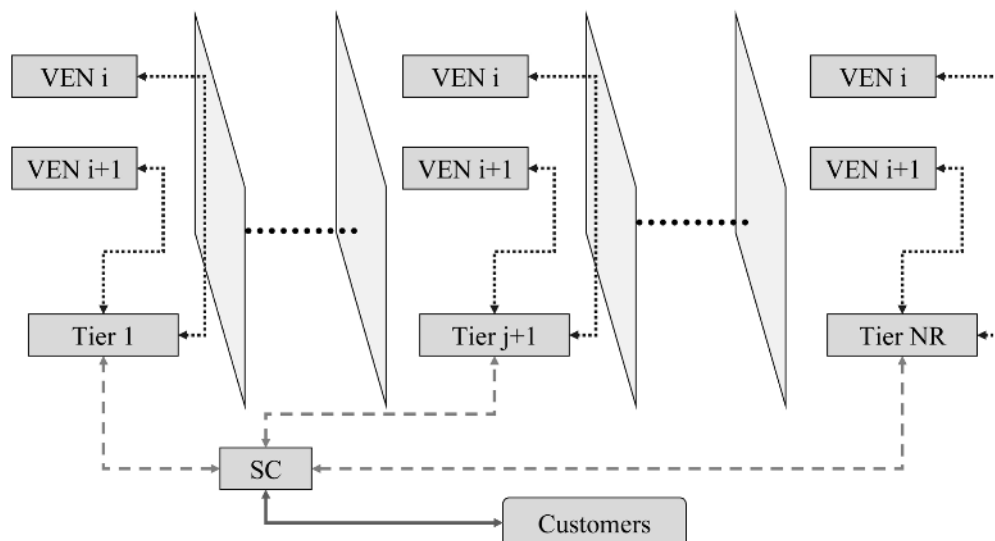 VEN i
VEN i
VEN i
VEN i+1
VEN i+1
VEN i+1
Tier 1
Tier j+1
Tier NR
SC
Customers